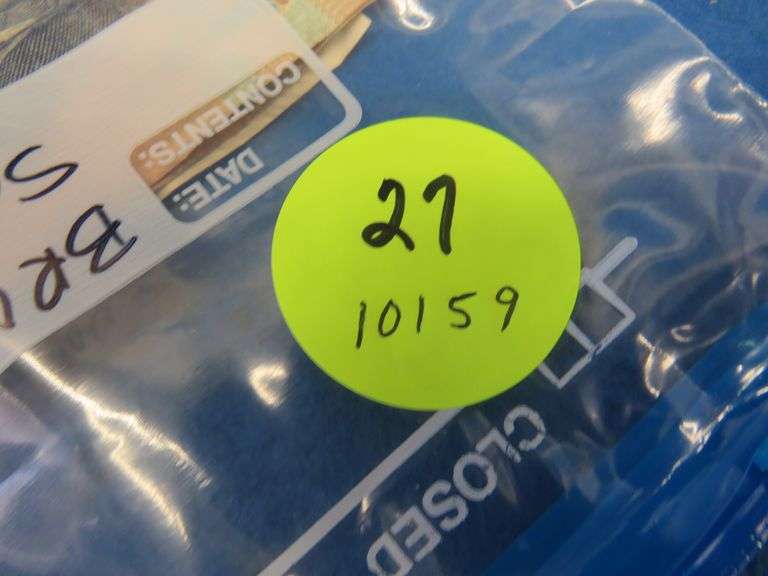 CONTENTS:
DATE:
27
10159
CLOSED